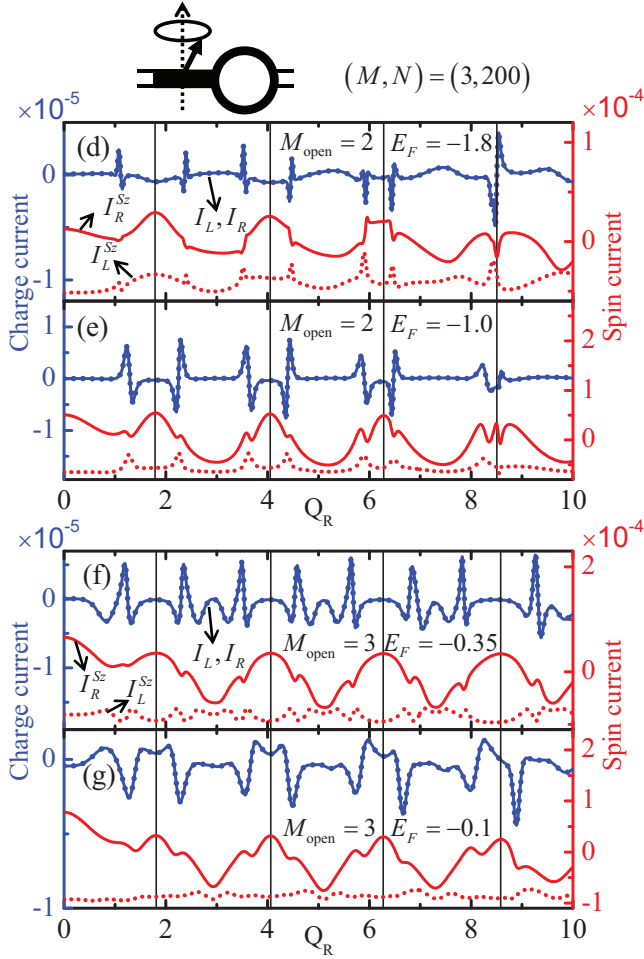 (M,N)=(3,200)
×10⁻⁵ ×10⁻⁴
(d) M_open = 2 E_F = −1.8
1
0 0
I_R^{Sz} I_L, I_R
I_L^{Sz}
-1 -1
Charge current Spin current
(e) M_open = 2 E_F = −1.0
1 2
1
0 0
-1
0 2 4 6 8 10
Q_R
×10⁻⁵ ×10⁻⁴
(f) 2
0
M_open = 3 E_F = −0.35
I_L, I_R
I_R^{Sz} I_L^{Sz} 0
-1
Charge current Spin current
0 2
(g) 1
M_open = 3 E_F = −0.1
0
-1 -1
0 2 4 6 8 10
Q_R